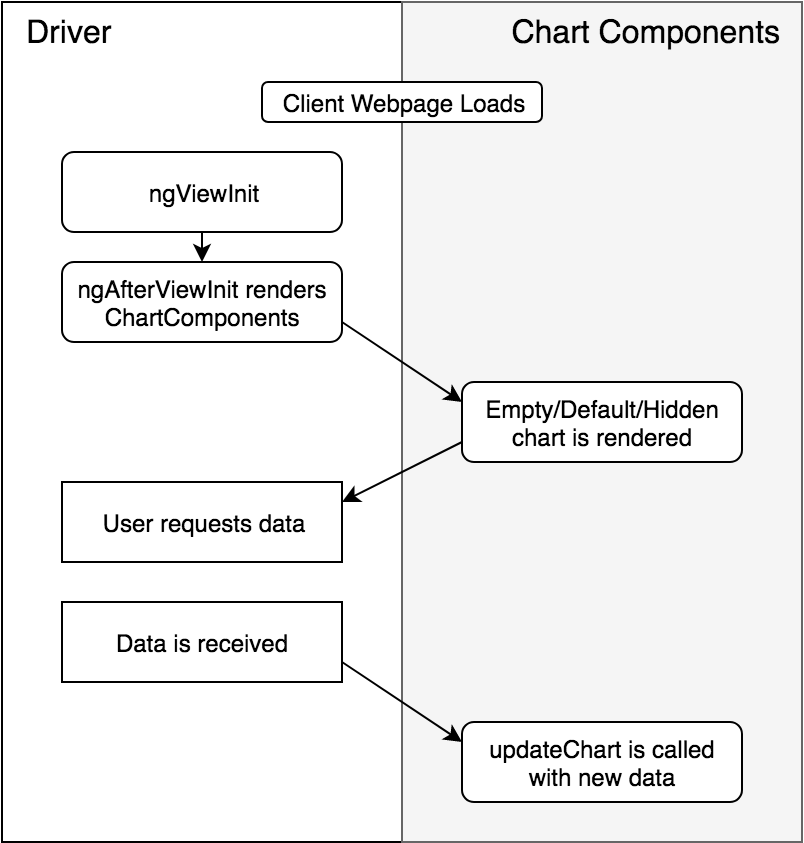 Driver
Chart Components
Client Webpage Loads
ngViewInit
ngAfterViewInit renders
ChartComponents
Empty/Default/Hidden
chart is rendered
User requests data
Data is received
updateChart is called
with new data